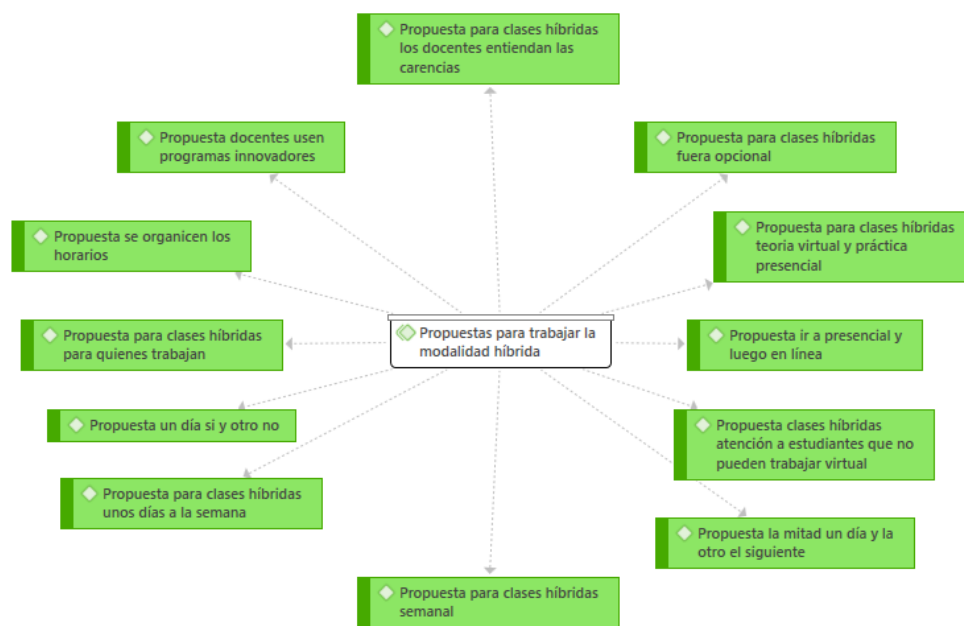 Propuesta para clases híbridas
los docentes entiendan las
carencias
Propuesta docentes usen
programas innovadores
Propuesta para clases híbridas
fuera opcional
Propuesta se organicen los
horarios
Propuesta para clases híbridas
teoria virtual y práctica
presencial
Propuestas para trabajar la
modalidad híbrida
Propuesta para clases híbridas
para quienes trabajan
Propuesta ir a presencial y
luego en línea
Propuesta un día si y otro no
Propuesta clases híbridas
atención a estudiantes que no
pueden trabajar virtual
Propuesta para clases híbridas
unos días a la semana
Propuesta la mitad un día y la
otro el siguiente
Propuesta para clases híbridas
semanal